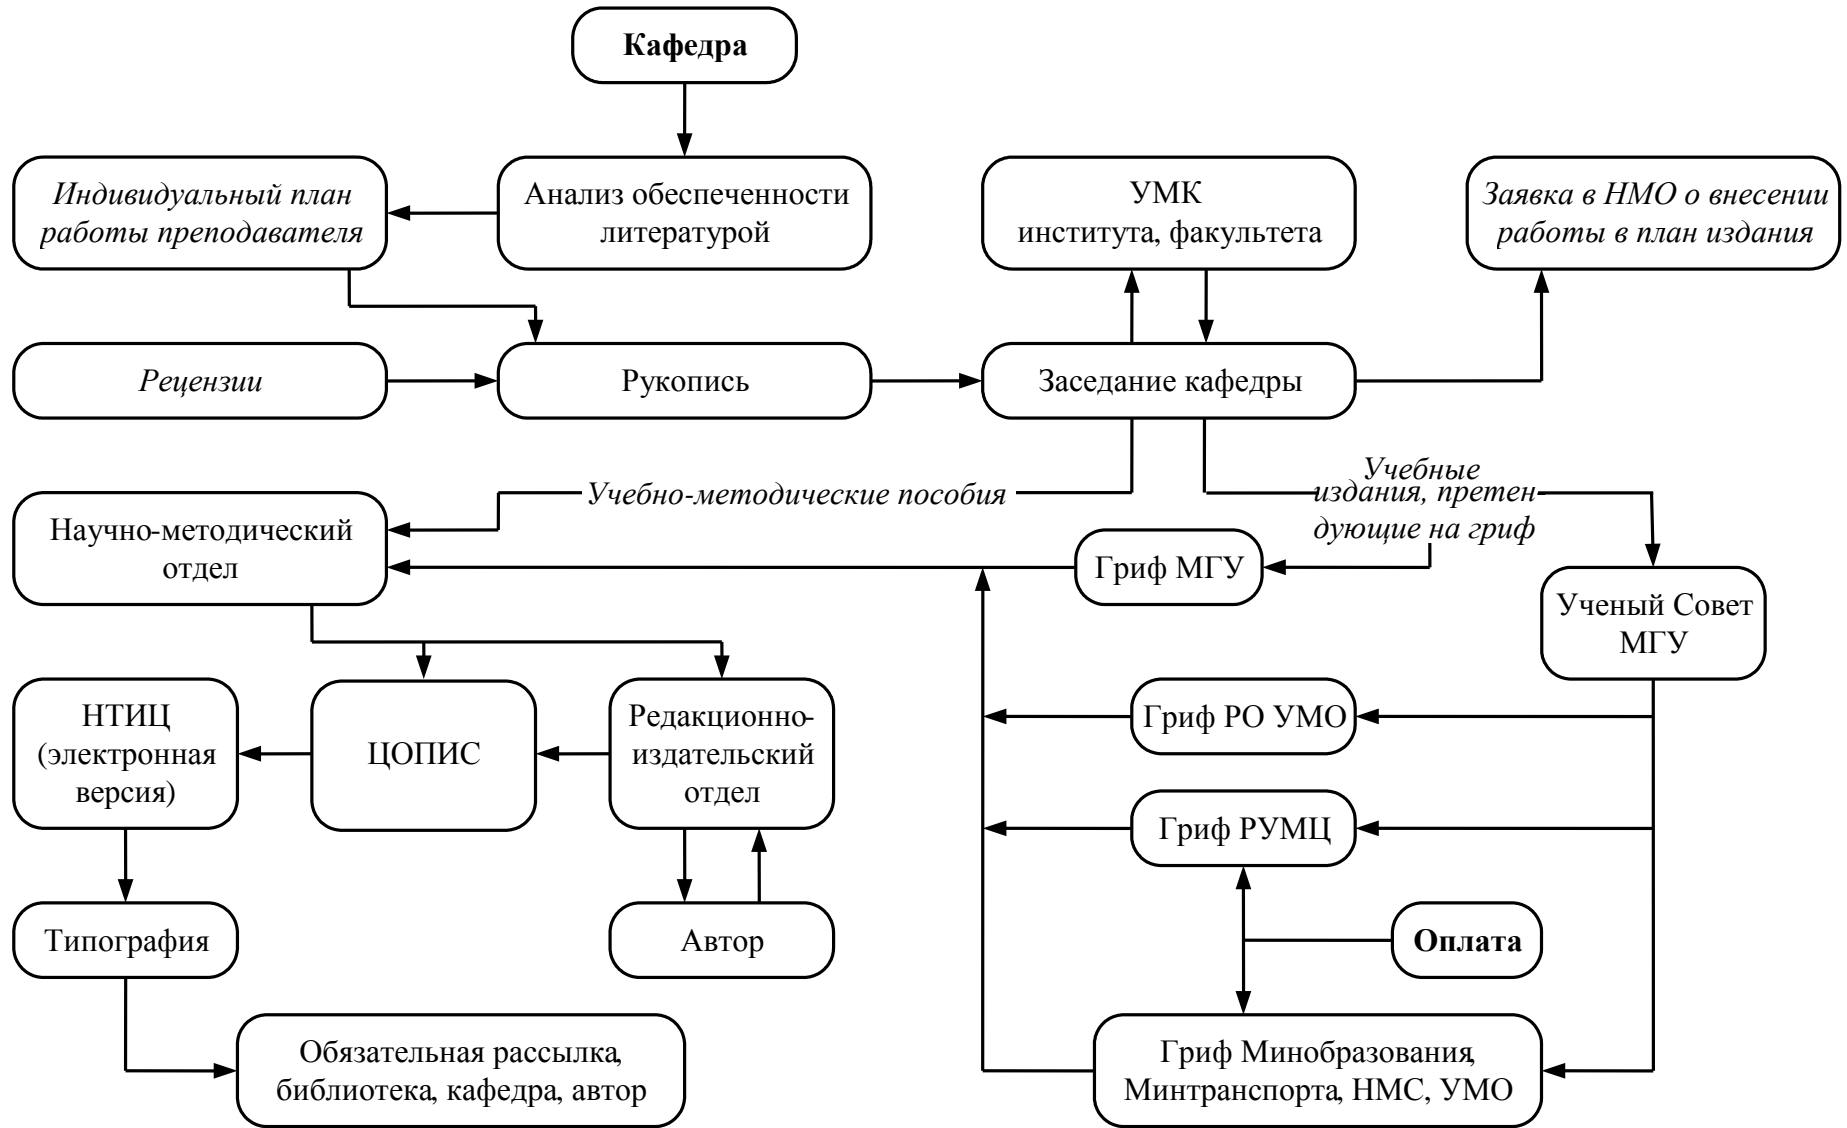 Кафедра
Индивидуальный план
работы преподавателя
Анализ обеспеченности
литературой
УМК
института, факультета
Заявка в НМО о внесении
работы в план издания
Рецензии
Рукопись
Заседание кафедры
Учебно-методические пособия
Учебные
издания, претен-
дующие на гриф
Научно-методический
отдел
Гриф МГУ
Ученый Совет
МГУ
НТИЦ
(электронная
версия)
ЦОПИС
Редакционно-
издательский
отдел
Гриф РО УМО
Гриф РУМЦ
Типография
Автор
Оплата
Обязательная рассылка,
библиотека, кафедра, автор
Гриф Минобразования,
Минтранспорта, НМС, УМО